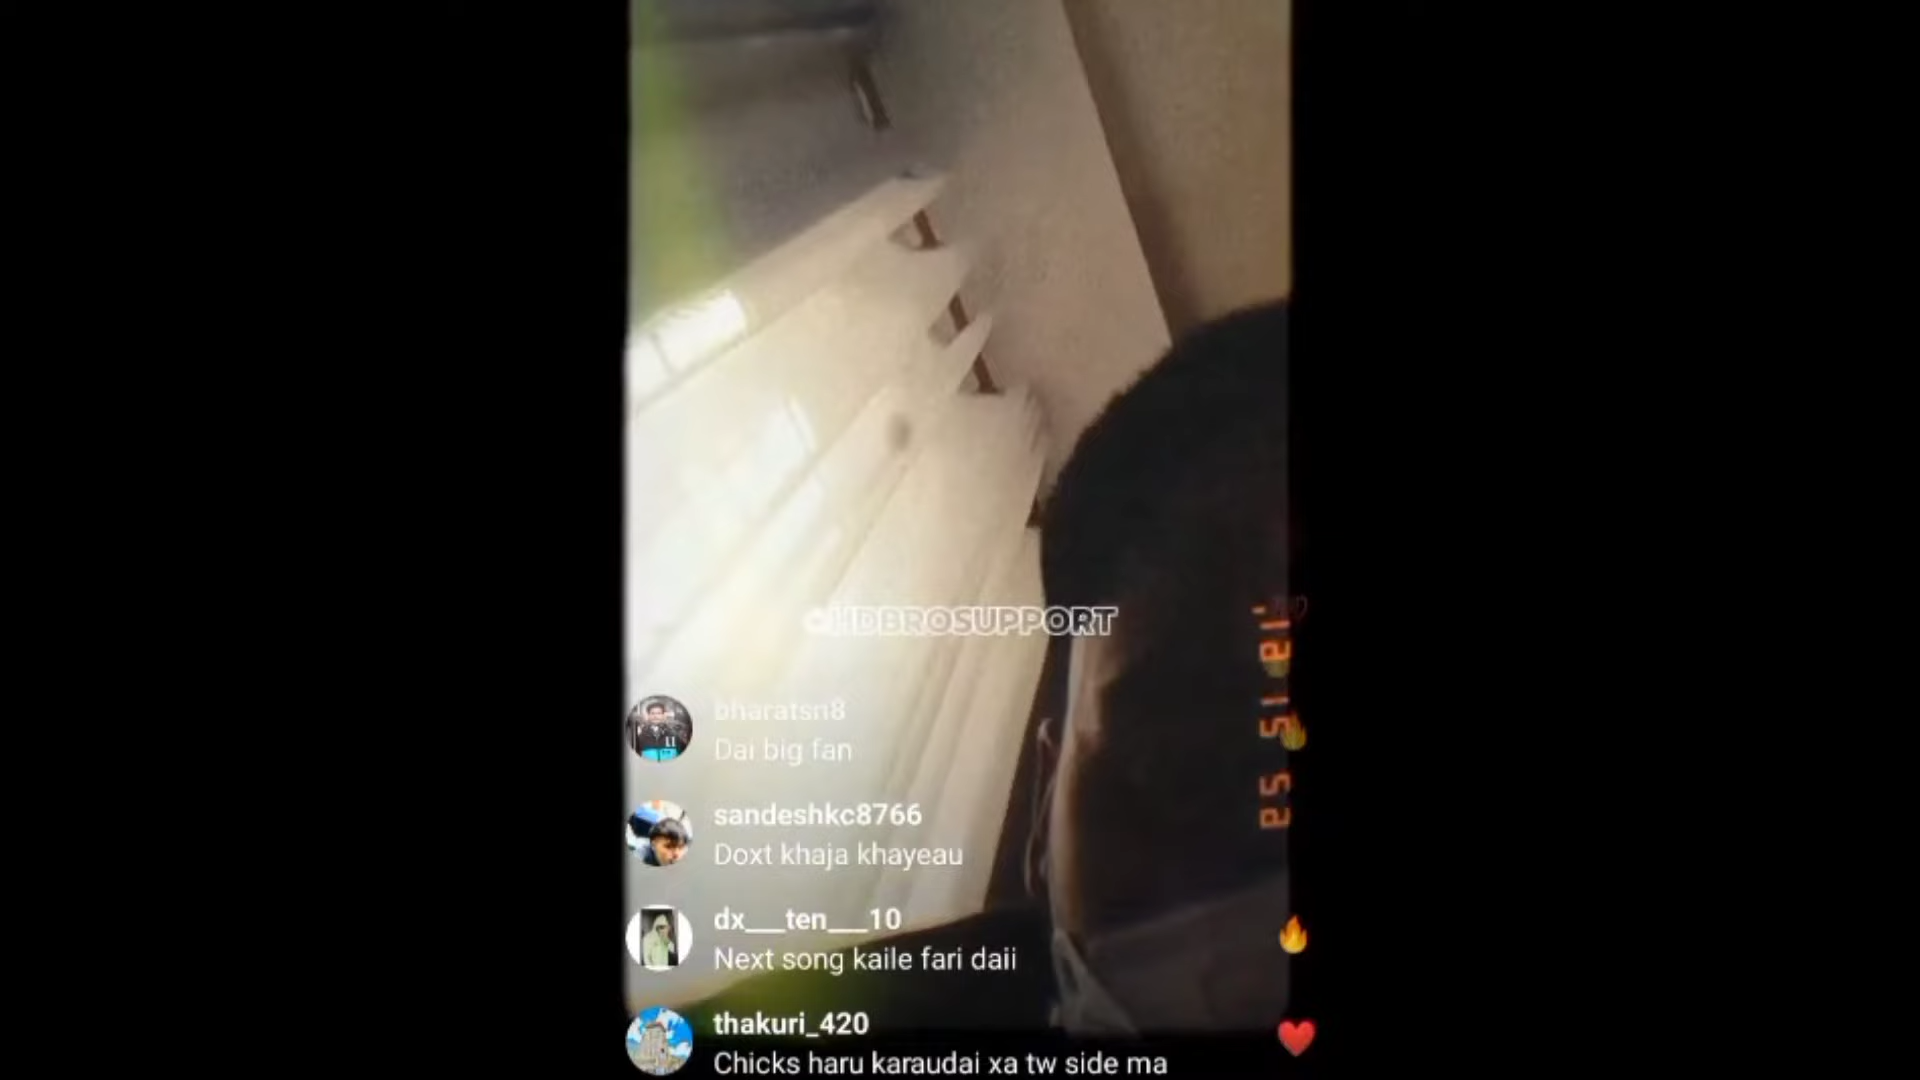 HDBROSUPPORT
bharatsn8
Dai big fan
sandeshkc8766
Doxt khaja khayeau
dx___ten___10
Next song kaile fari daii
thakuri_420
Chicks haru karaudai xa tw side ma